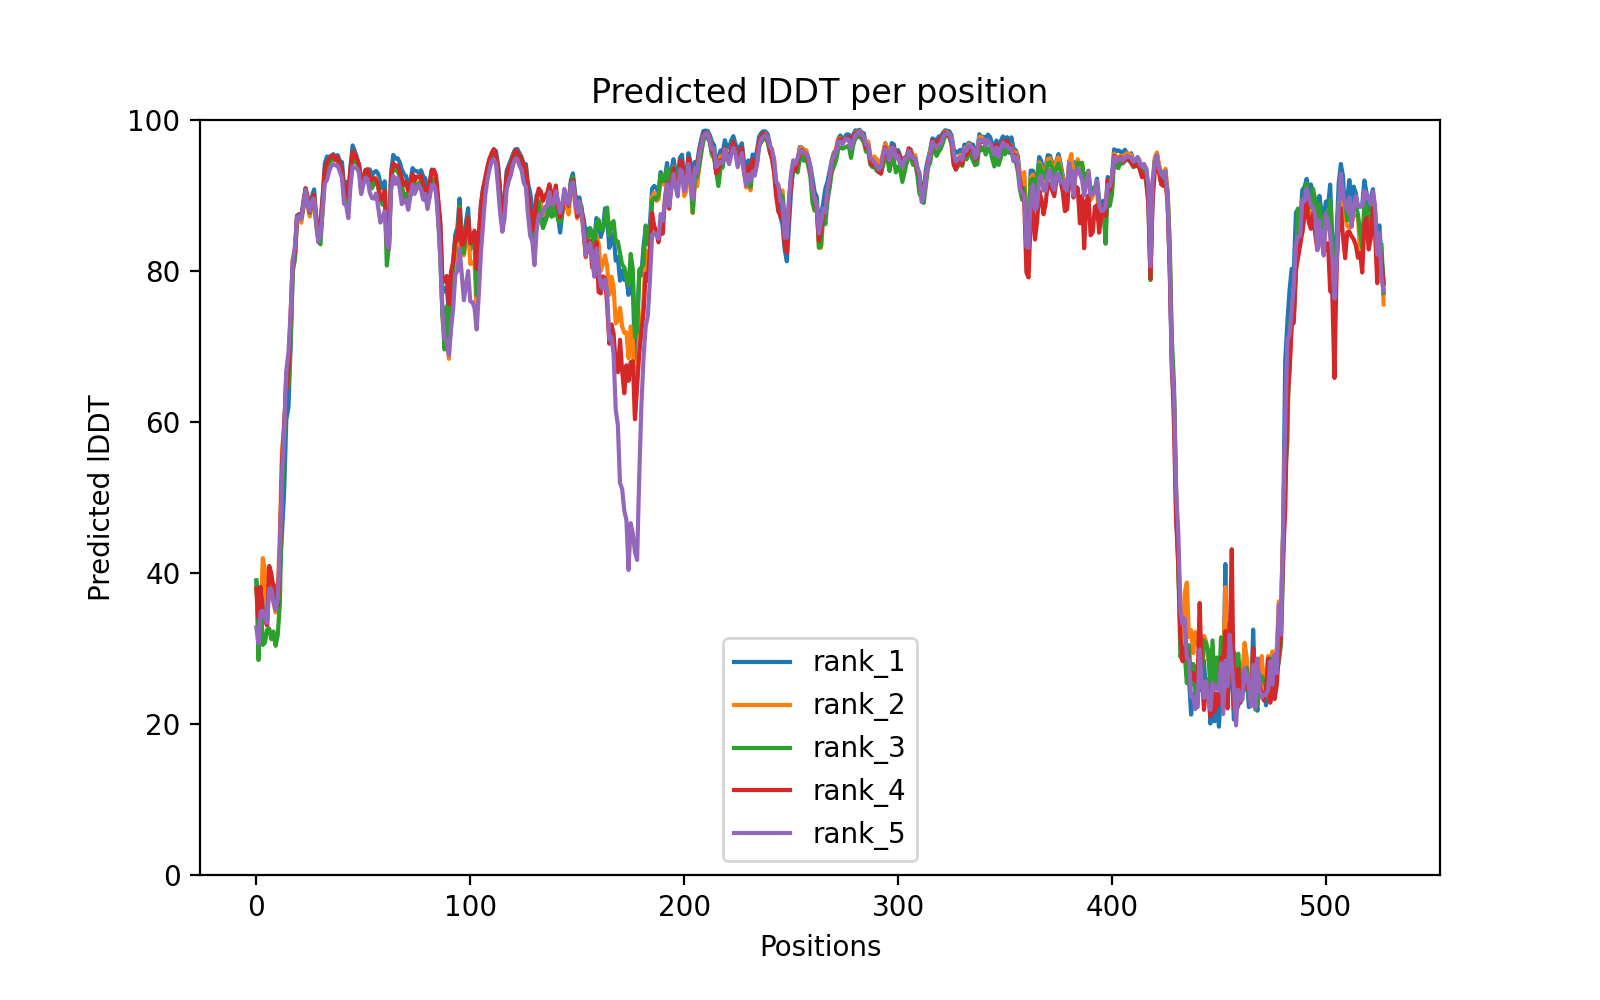 Predicted lDDT per position
100
80
60
40
20
0
Predicted lDDT
rank_1
rank_2
rank_3
rank_4
rank_5
0 100 200 300 400 500
Positions